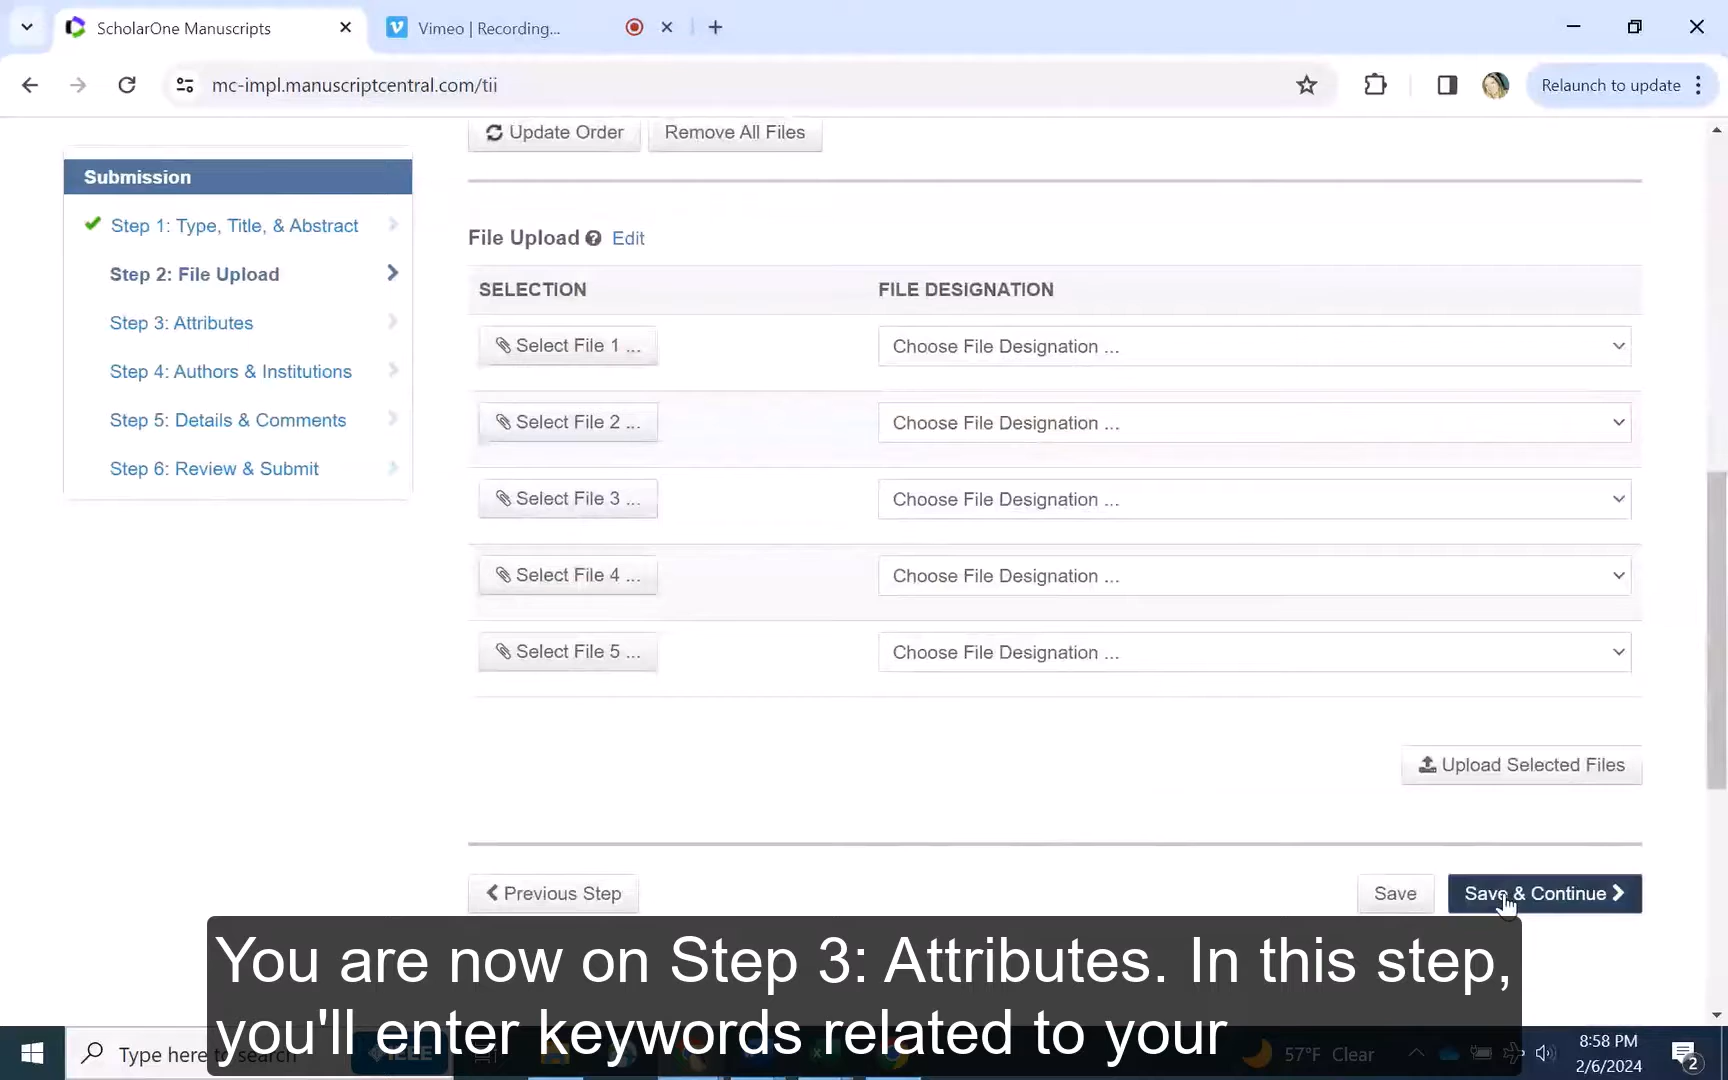 ScholarOne Manuscripts
Vimeo | Recording...
mc-impl.manuscriptcentral.com/tii
Relaunch to update
Update Order
Remove All Files
Submission
Step 1: Type, Title, & Abstract
Step 2: File Upload
Step 3: Attributes
Step 4: Authors & Institutions
Step 5: Details & Comments
Step 6: Review & Submit
File Upload Edit
SELECTION FILE DESIGNATION
Select File 1 ... Choose File Designation ...
Select File 2 ... Choose File Designation ...
Select File 3 ... Choose File Designation ...
Select File 4 ... Choose File Designation ...
Select File 5 ... Choose File Designation ...
Upload Selected Files
Previous Step
Save
Save & Continue
You are now on Step 3: Attributes. In this step,
you'll enter keywords related to your
Type here to search
IEEE
57°F Clear
8:58 PM
2/6/2024
2